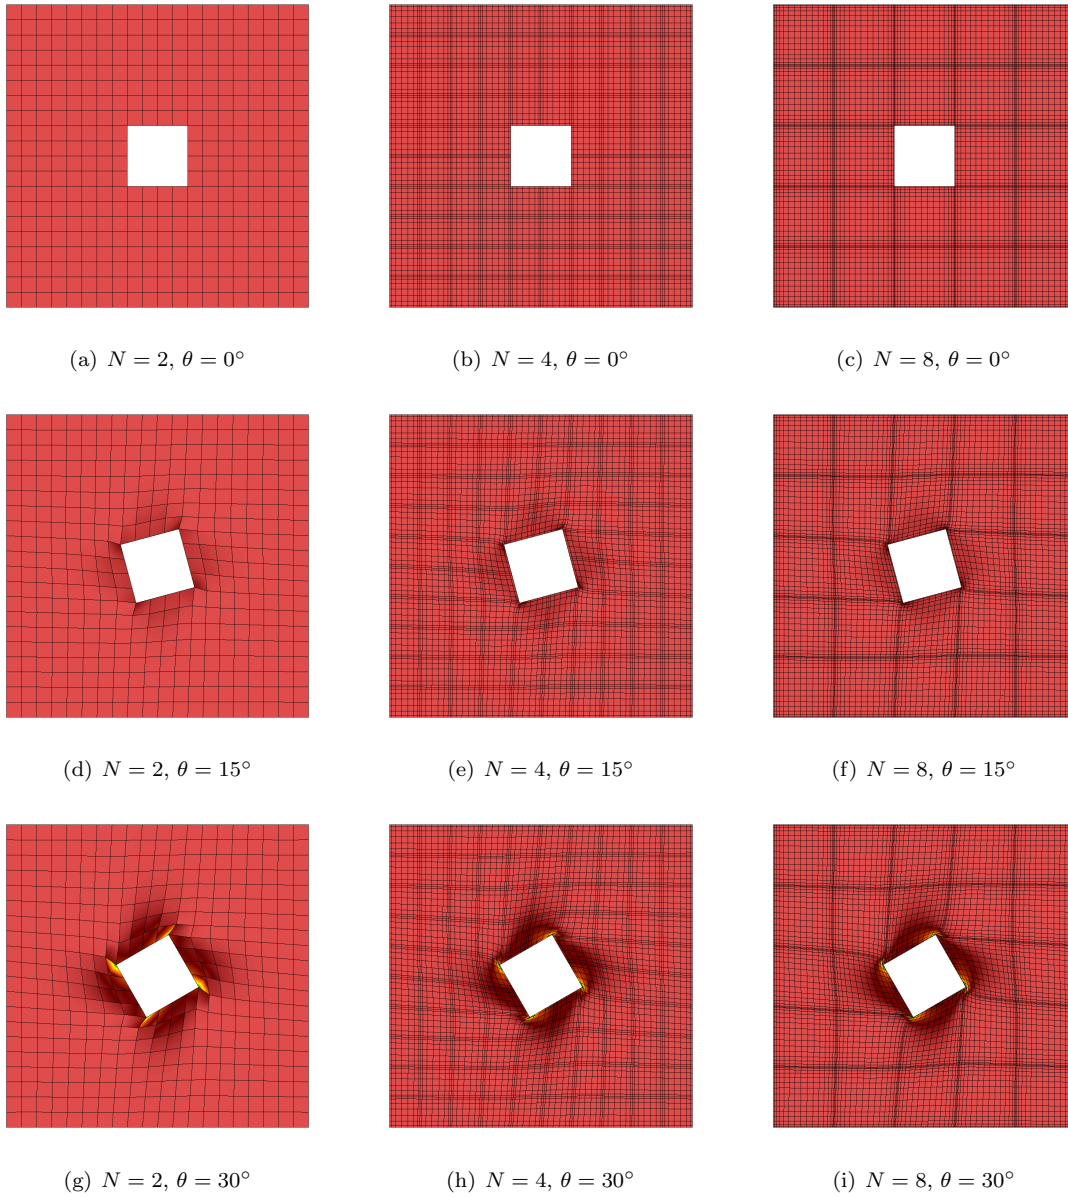 (a) N = 2, θ = 0°
(b) N = 4, θ = 0°
(c) N = 8, θ = 0°
(d) N = 2, θ = 15°
(e) N = 4, θ = 15°
(f) N = 8, θ = 15°
(g) N = 2, θ = 30°
(h) N = 4, θ = 30°
(i) N = 8, θ = 30°